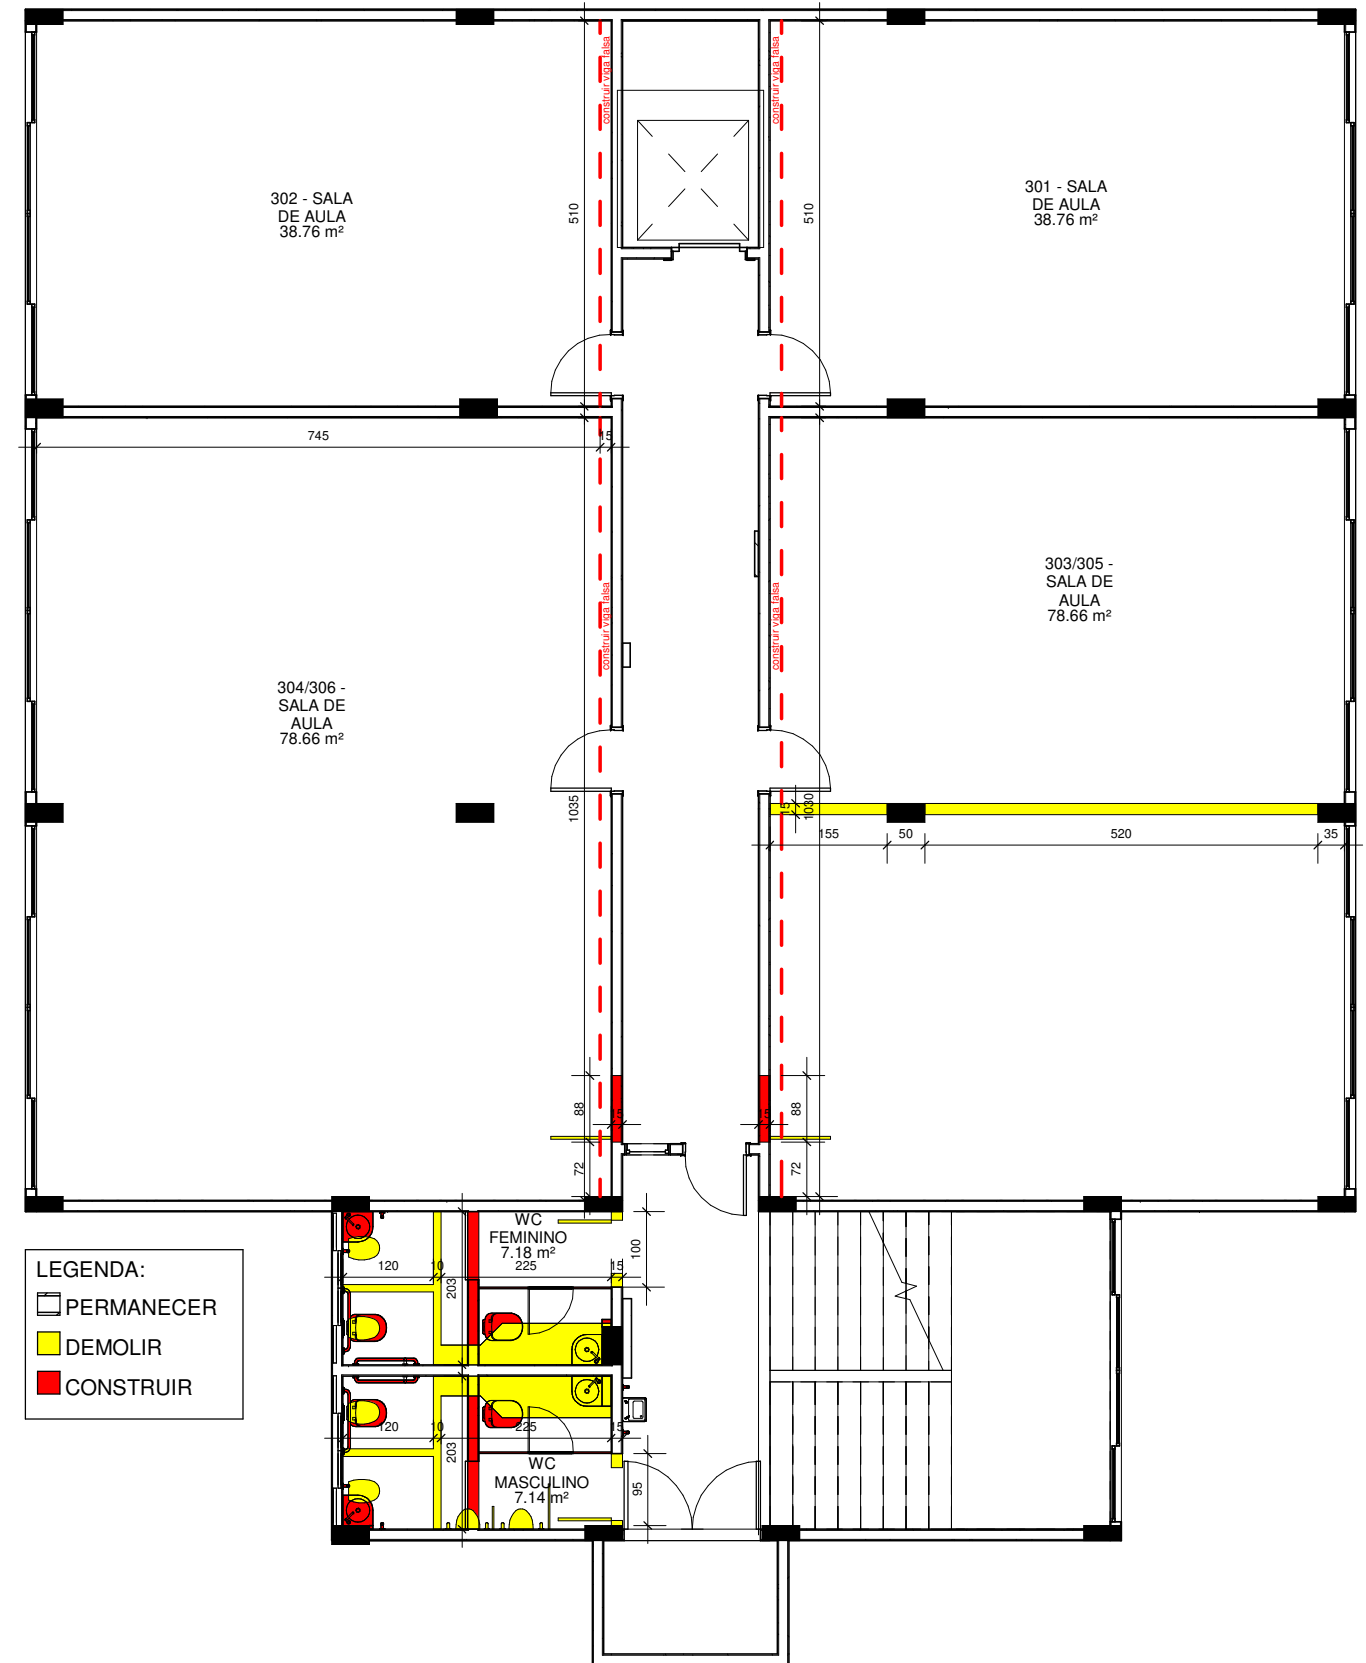 construir viga falsa
construir viga falsa
302 - SALA
DE AULA
38.76 m²
510
510
301 - SALA
DE AULA
38.76 m²
745
15
303/305 -
SALA DE
AULA
78.66 m²
construir viga falsa
construir viga falsa
304/306 -
SALA DE
AULA
78.66 m²
1035
15
1030
155
50
520
35
88
15
15
88
72
72
WC
FEMININO
7.18 m²
100
120
10
225
15
203
LEGENDA:
PERMANECER
DEMOLIR
CONSTRUIR
120
10
225
15
203
WC
MASCULINO
7.14 m²
95